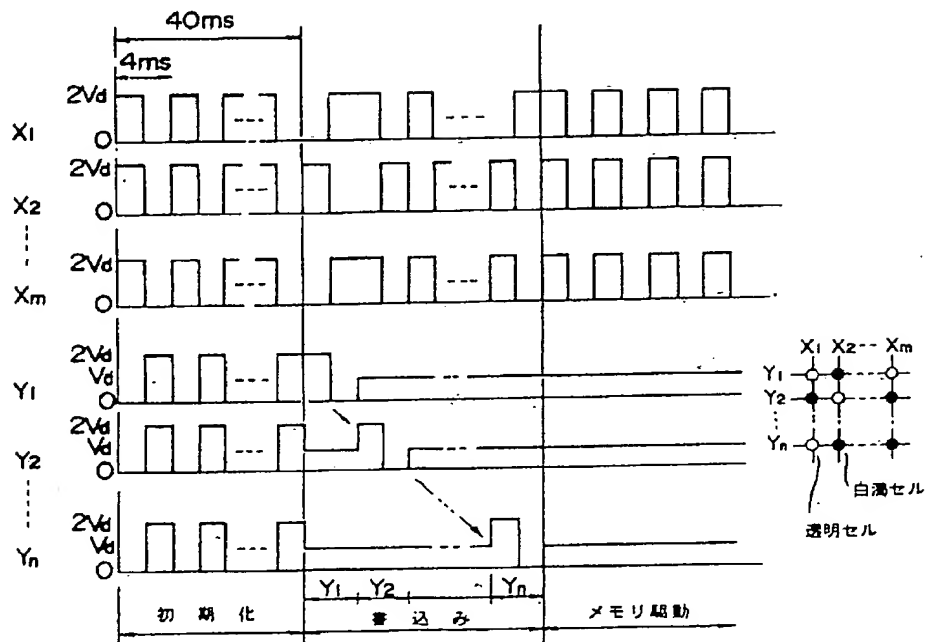 40ms
4ms
2Vd
X1
0
2Vd
X2
0
2Vd
Xm
0
2Vd
Vd
Y1
0
2Vd
Vd
Y2
0
2Vd
Vd
Yn
0
Y1 Y2 Yn
初期化 書込み メモリ駆動
X1 X2 Xm
Y1
Y2
Yn
白濁セル
透明セル